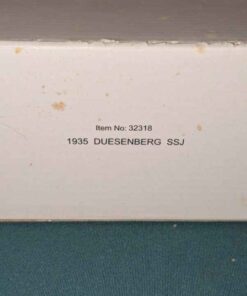 Item No: 32318
1935 DUESENBERG SSJ